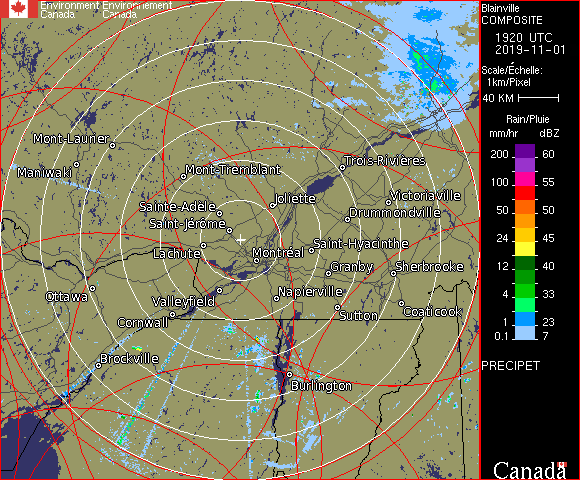 Environment Environnement
Canada Canada
Blainville
COMPOSITE
1920 UTC
2019-11-01
Scale/Échelle:
1km/Pixel
40 KM
Rain/Pluie
mm/hr dBZ
200 60
150 57
100 55
50 50
24 45
12 40
4 33
1 23
0.1 7
PRECIPET
Canada
Mont-Laurier
Maniwaki
Mont-Tremblant
Trois-Rivières
Joliette
Victoriaville
Sainte-Adèle
Drummondville
Saint-Jérôme
Saint-Hyacinthe
Lachute
Montréal
Granby
Sherbrooke
Ottawa
Valleyfield
Napierville
Cornwall
Sutton
Coaticook
Brockville
Burlington